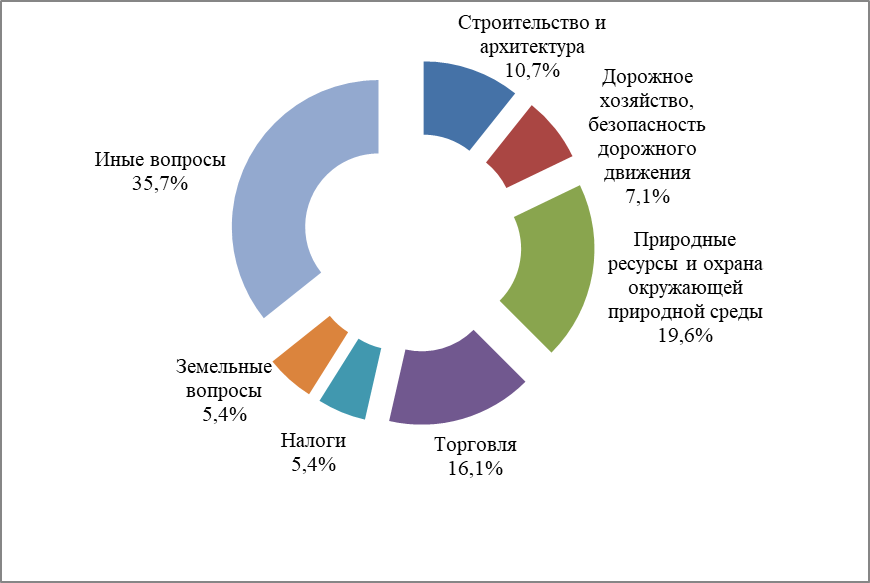 Строительство и
архитектура
10,7%
Дорожное
хозяйство,
безопасность
дорожного
движения
7,1%
Природные
ресурсы и охрана
окружающей
природной среды
19,6%
Торговля
16,1%
Налоги
5,4%
Земельные
вопросы
5,4%
Иные вопросы
35,7%